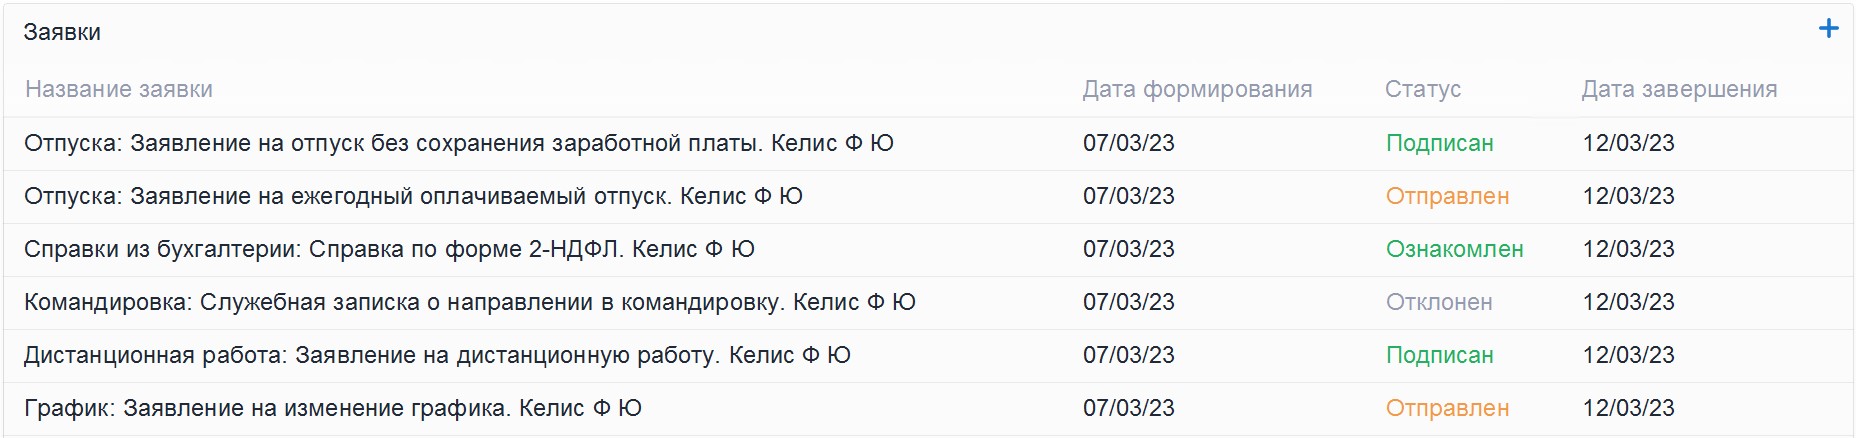 Заявки
Название заявки Дата формирования Статус Дата завершения
Отпуска: Заявление на отпуск без сохранения заработной платы. Келис Ф Ю 07/03/23 Подписан 12/03/23
Отпуска: Заявление на ежегодный оплачиваемый отпуск. Келис Ф Ю 07/03/23 Отправлен 12/03/23
Справки из бухгалтерии: Справка по форме 2-НДФЛ. Келис Ф Ю 07/03/23 Ознакомлен 12/03/23
Командировка: Служебная записка о направлении в командировку. Келис Ф Ю 07/03/23 Отклонен 12/03/23
Дистанционная работа: Заявление на дистанционную работу. Келис Ф Ю 07/03/23 Подписан 12/03/23
График: Заявление на изменение графика. Келис Ф Ю 07/03/23 Отправлен 12/03/23